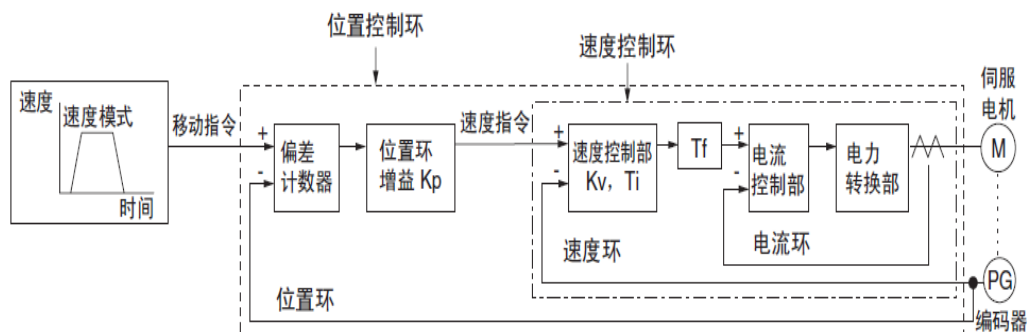 位置控制环
速度控制环
速度
速度模式
时间
移动指令
+
-
偏差
计数器
位置环
增益 Kp
速度指令
+
-
速度控制部
Kv，Ti
Tf
+
-
电流
控制部
电力
转换部
伺服
电机
M
电流环
速度环
位置环
PG
编码器